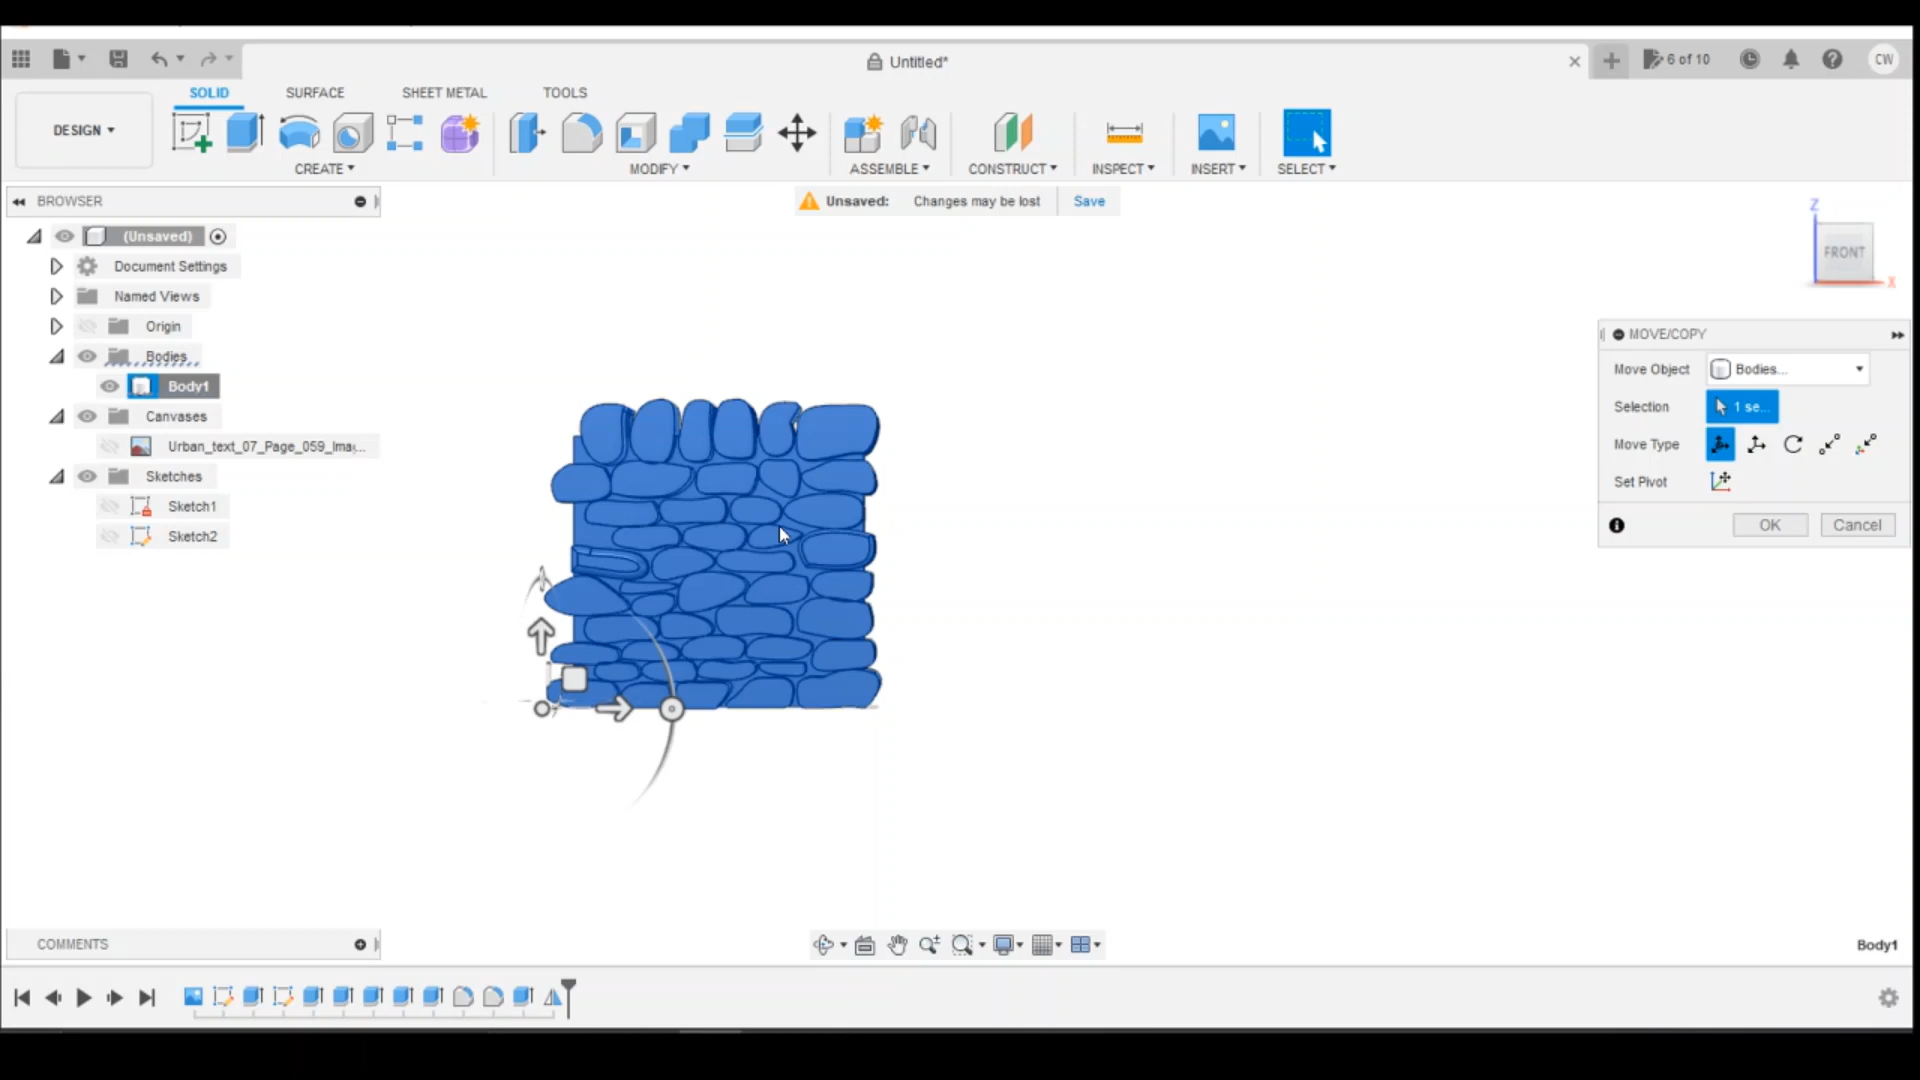 Untitled*
6 of 10
CW
SOLID
SURFACE
SHEET METAL
TOOLS
DESIGN
CREATE
MODIFY
ASSEMBLE
CONSTRUCT
INSPECT
INSERT
SELECT
BROWSER
Unsaved: Changes may be lost
Save
(Unsaved)
Document Settings
Named Views
Origin
Bodies
Body1
Canvases
Urban_text_07_Page_059_Ima...
Sketches
Sketch1
Sketch2
Z
FRONT
X
MOVE/COPY
Move Object Bodies...
Selection 1 se...
Move Type
Set Pivot
OK Cancel
COMMENTS
Body1